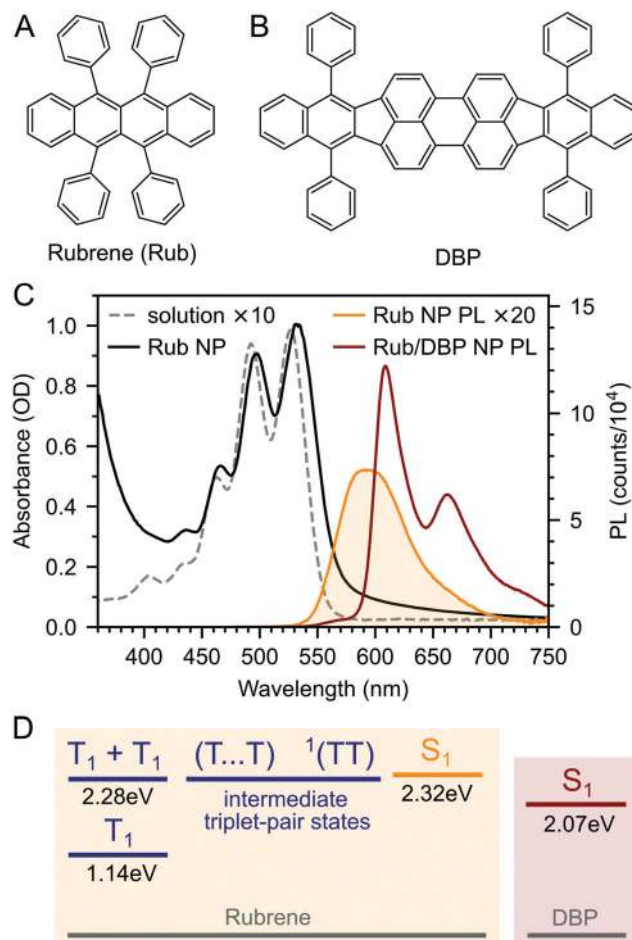 A
B
Rubrene (Rub)
DBP
C
solution ×10
Rub NP
Rub NP PL ×20
Rub/DBP NP PL
Absorbance (OD)
1.0
0.8
0.6
0.4
0.2
0.0
15
10
5
0
PL (counts/10⁴)
400 450 500 550 600 650 700 750
Wavelength (nm)
D
T₁ + T₁
(T...T) ¹(TT)
S₁
2.28eV
intermediate
triplet-pair states
2.32eV
S₁
2.07eV
T₁
1.14eV
Rubrene
DBP